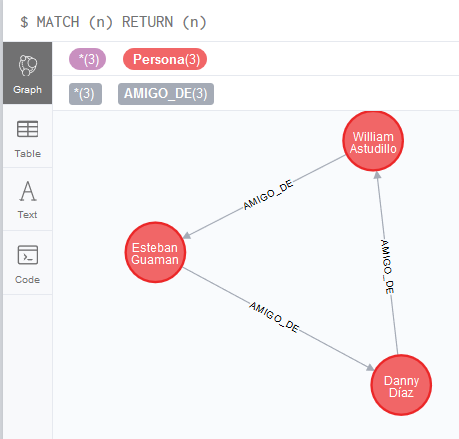 $ MATCH (n) RETURN (n)
*(3) Persona(3)
*(3) AMIGO_DE(3)
Graph
Table
Text
Code
William
Astudillo
AMIGO_DE
Esteban
Guaman
AMIGO_DE
AMIGO_DE
Danny
Díaz